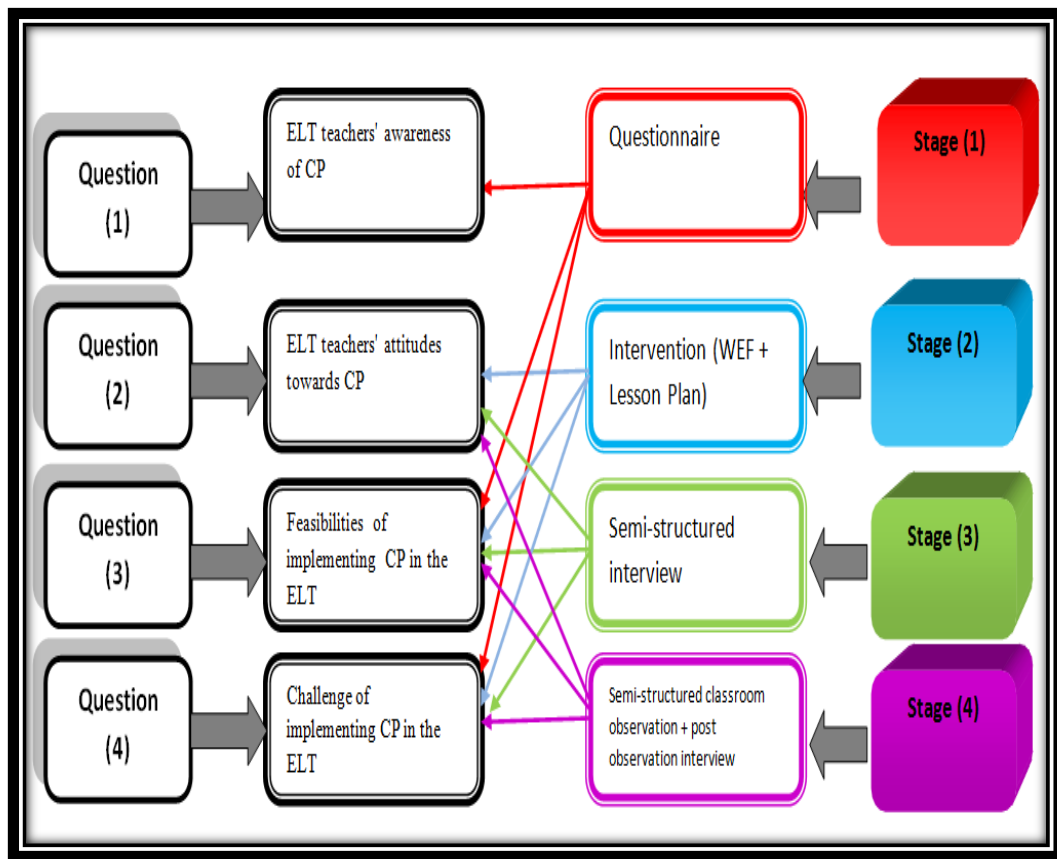 Question
(1)
ELT teachers' awareness
of CP
Questionnaire
Stage (1)
Question
(2)
ELT teachers' attitudes
towards CP
Intervention (WEF +
Lesson Plan)
Stage (2)
Question
(3)
Feasibilities of
implementing CP in the
ELT
Semi-structured
interview
Stage (3)
Question
(4)
Challenge of
implementing CP in the
ELT
Semi-structured classroom
observation + post
observation interview
Stage (4)